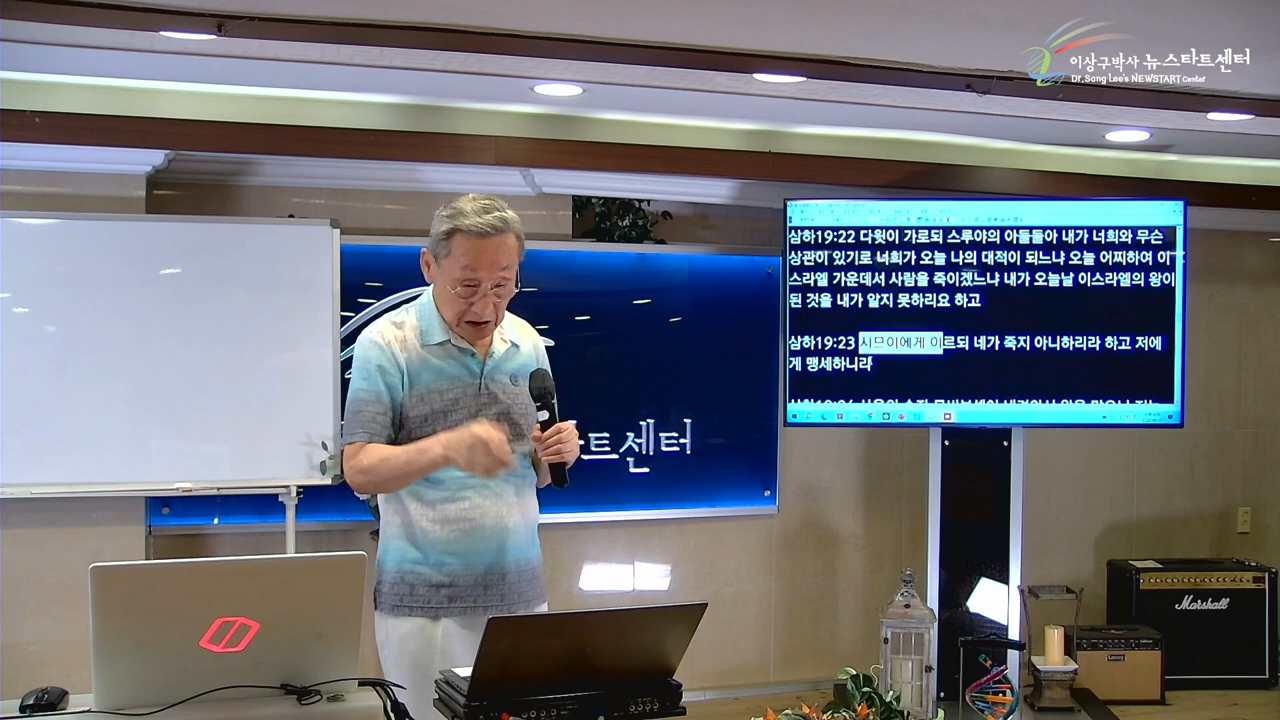 이상구박사 뉴스타트센터
Dr. Sang Lee's NEWSTART Center
삼하19:22 다윗이 가로되 스루야의 아들들아 내가 너희와 무슨
상관이 있기로 너희가 오늘 나의 대적이 되느냐 오늘 어찌하여 이
스라엘 가운데서 사람을 죽이겠느냐 내가 오늘날 이스라엘의 왕이
된 것을 내가 알지 못하리요 하고
삼하19:23 시므이에게 이르되 네가 죽지 아니하리라 하고 저에
게 맹세하니라
트센터
Marshall
Laney